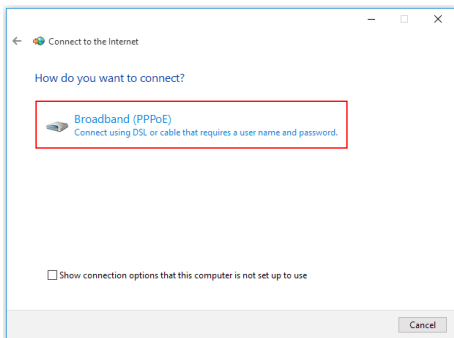 Connect to the Internet
How do you want to connect?
Broadband (PPPoE)
Connect using DSL or cable that requires a user name and password.
Show connection options that this computer is not set up to use
Cancel